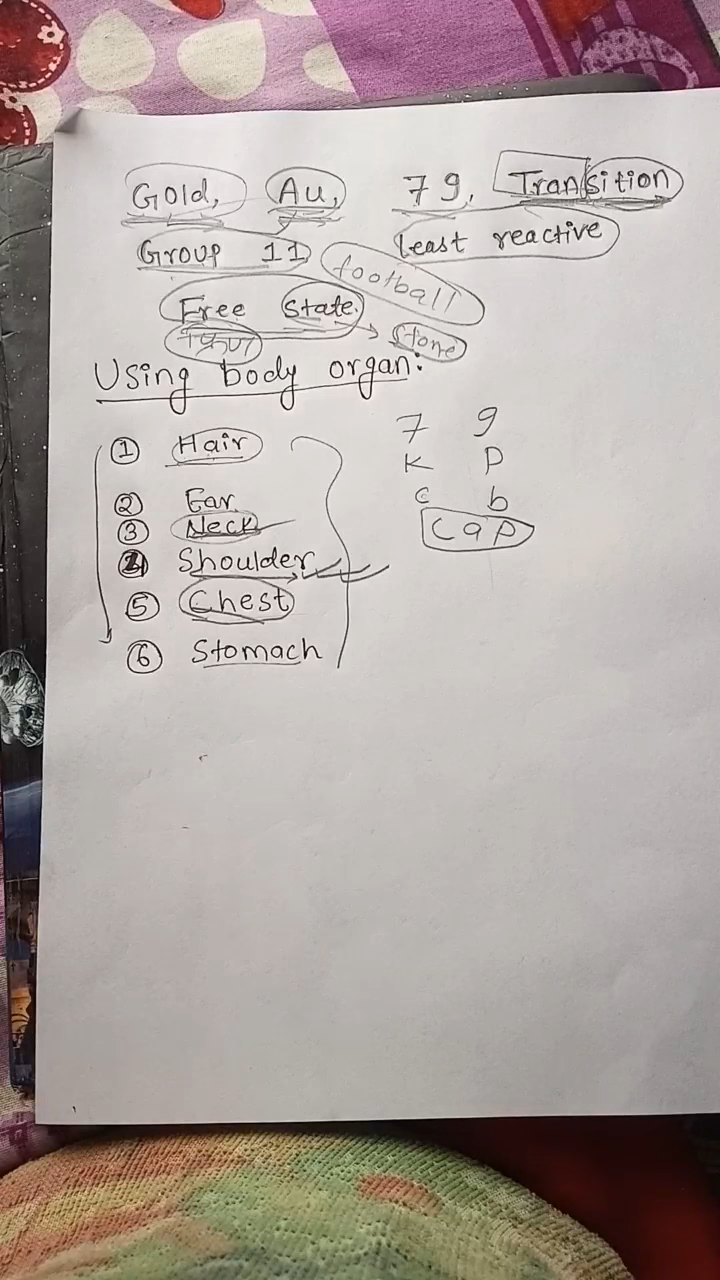 Gold, Au, 79, Transition
Group 11 Least reactive
football
Free State.
Stone
Using body organ:
① Hair
② Ear
③ Neck
4 Shoulder
⑤ Chest
⑥ Stomach
7 9
K P
c b
Cap